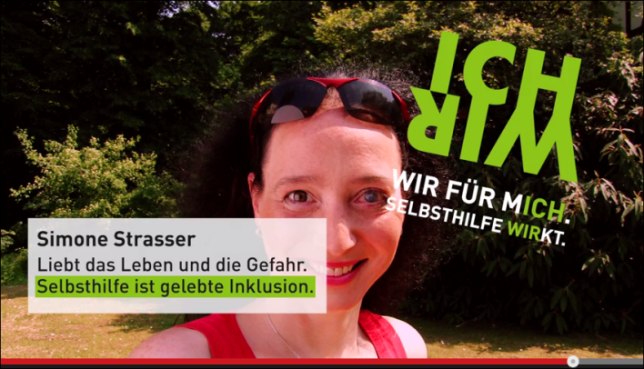 ICH
WIR
WIR FÜR MICH.
SELBSTHILFE WIRKT.
Simone Strasser
Liebt das Leben und die Gefahr.
Selbsthilfe ist gelebte Inklusion.